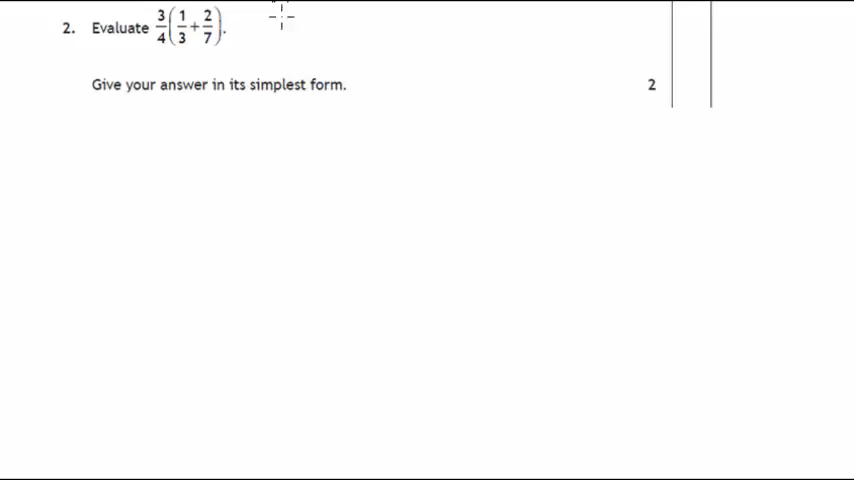 2. Evaluate 3/4(1/3+2/7).
Give your answer in its simplest form. 2